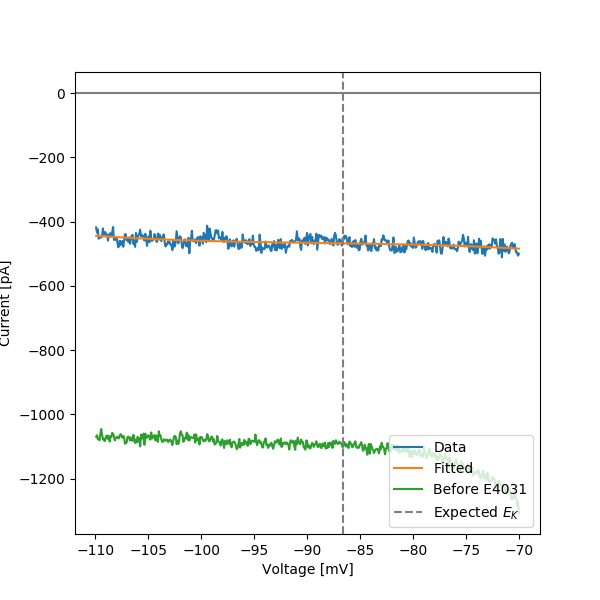 0
−200
−400
−600
−800
−1000
−1200
Current [pA]
Data
Fitted
Before E4031
Expected E_K
−110 −105 −100 −95 −90 −85 −80 −75 −70
Voltage [mV]